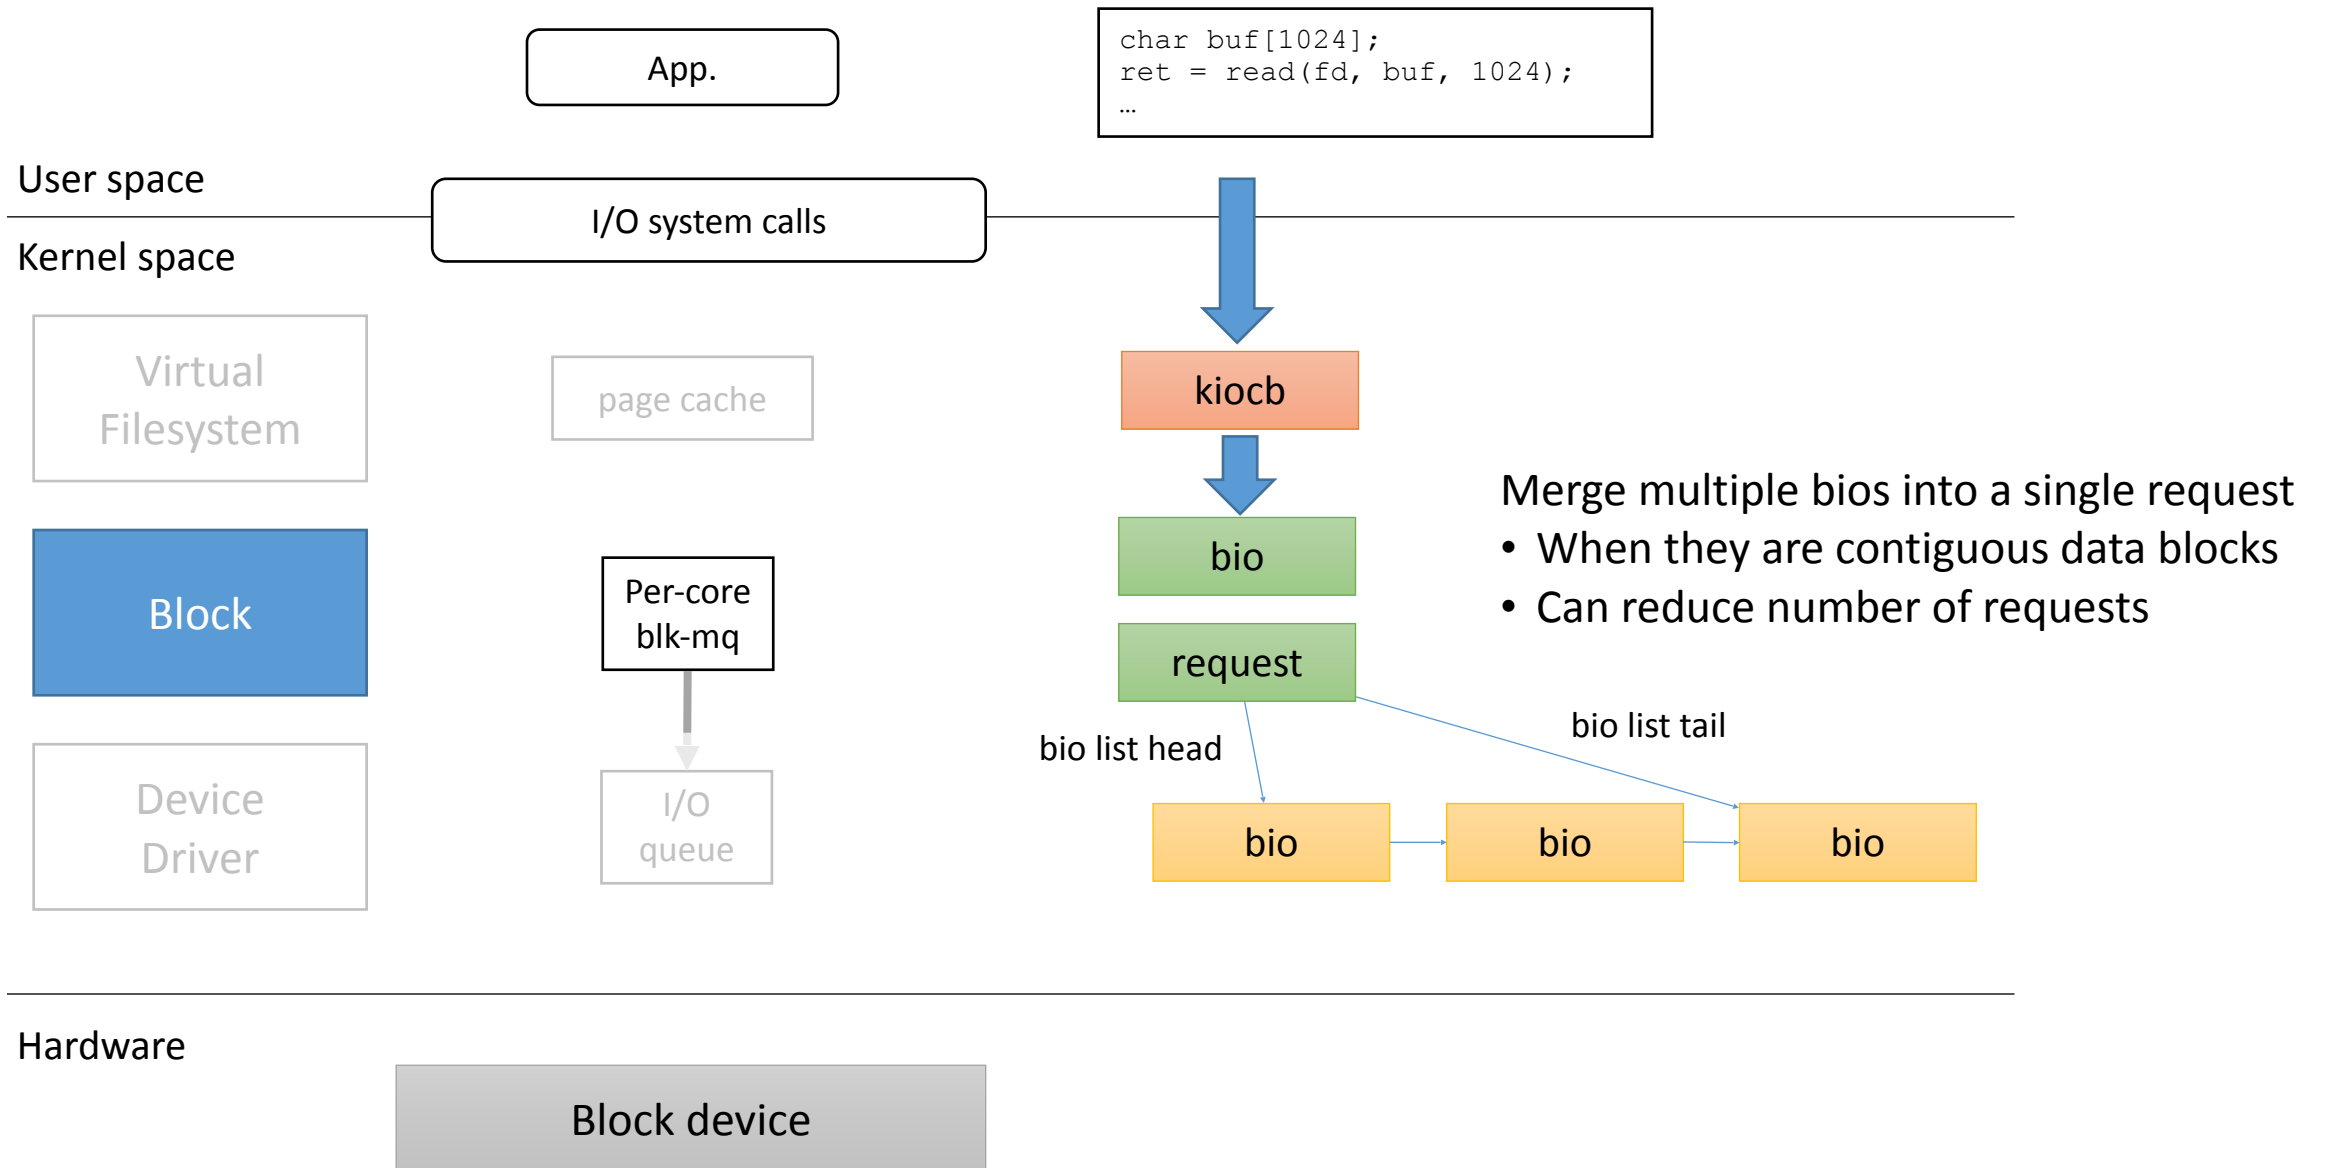 App.
char buf[1024];
ret = read(fd, buf, 1024);
…
User space
I/O system calls
Kernel space
Virtual
Filesystem
page cache
kiocb
Merge multiple bios into a single request
• When they are contiguous data blocks
• Can reduce number of requests
Block
Per-core
blk-mq
bio
request
bio list head
bio list tail
Device
Driver
I/O
queue
bio
bio
bio
Hardware
Block device